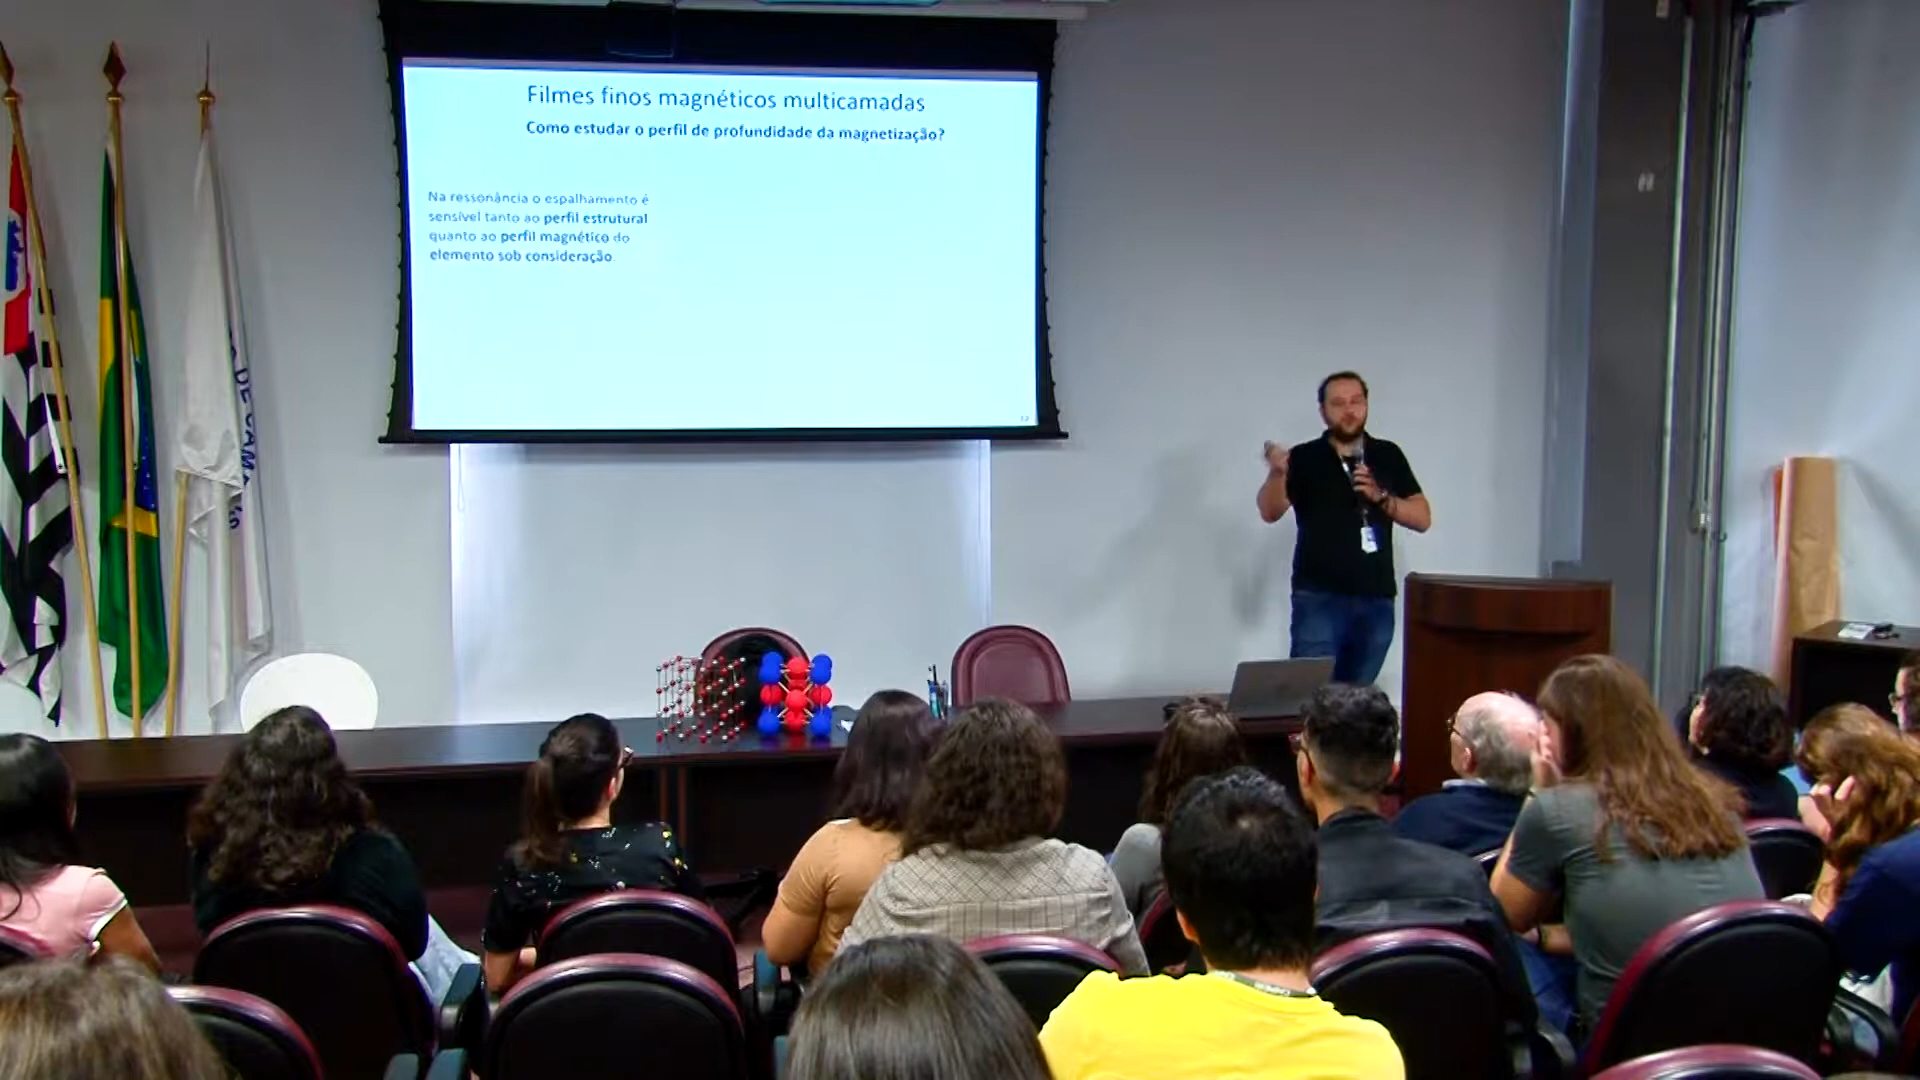 Filmes finos magnéticos multicamadas
Como estudar o perfil de profundidade da magnetização?
Na ressonância o espalhamento é
sensível tanto ao perfil estrutural
quanto ao perfil magnético do
elemento sob consideração.